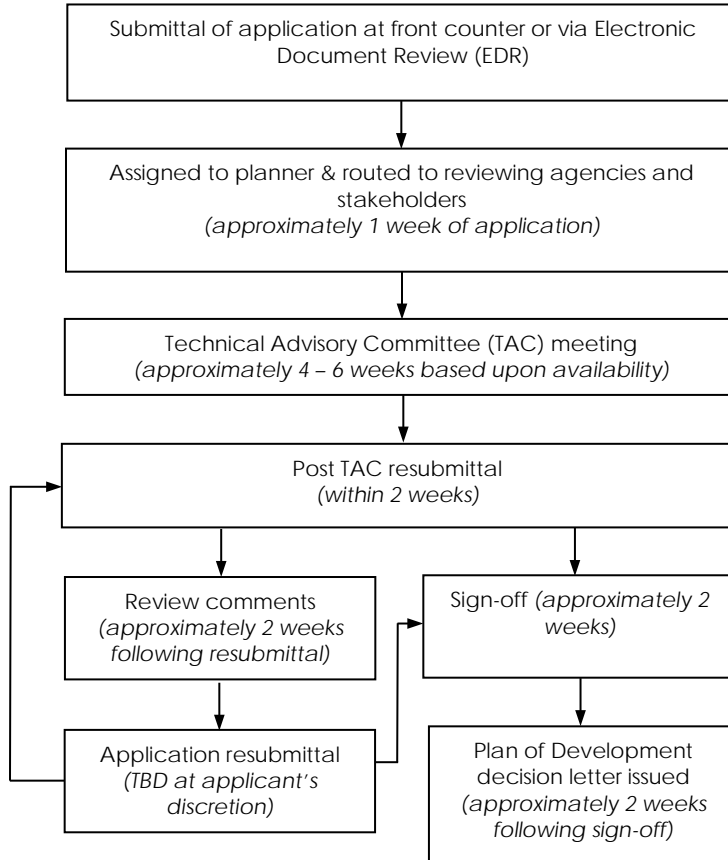 Submittal of application at front counter or via Electronic
Document Review (EDR)
Assigned to planner & routed to reviewing agencies and
stakeholders
(approximately 1 week of application)
Technical Advisory Committee (TAC) meeting
(approximately 4 – 6 weeks based upon availability)
Post TAC resubmittal
(within 2 weeks)
Review comments
(approximately 2 weeks
following resubmittal)
Sign-off (approximately 2
weeks)
Application resubmittal
(TBD at applicant's
discretion)
Plan of Development
decision letter issued
(approximately 2 weeks
following sign-off)